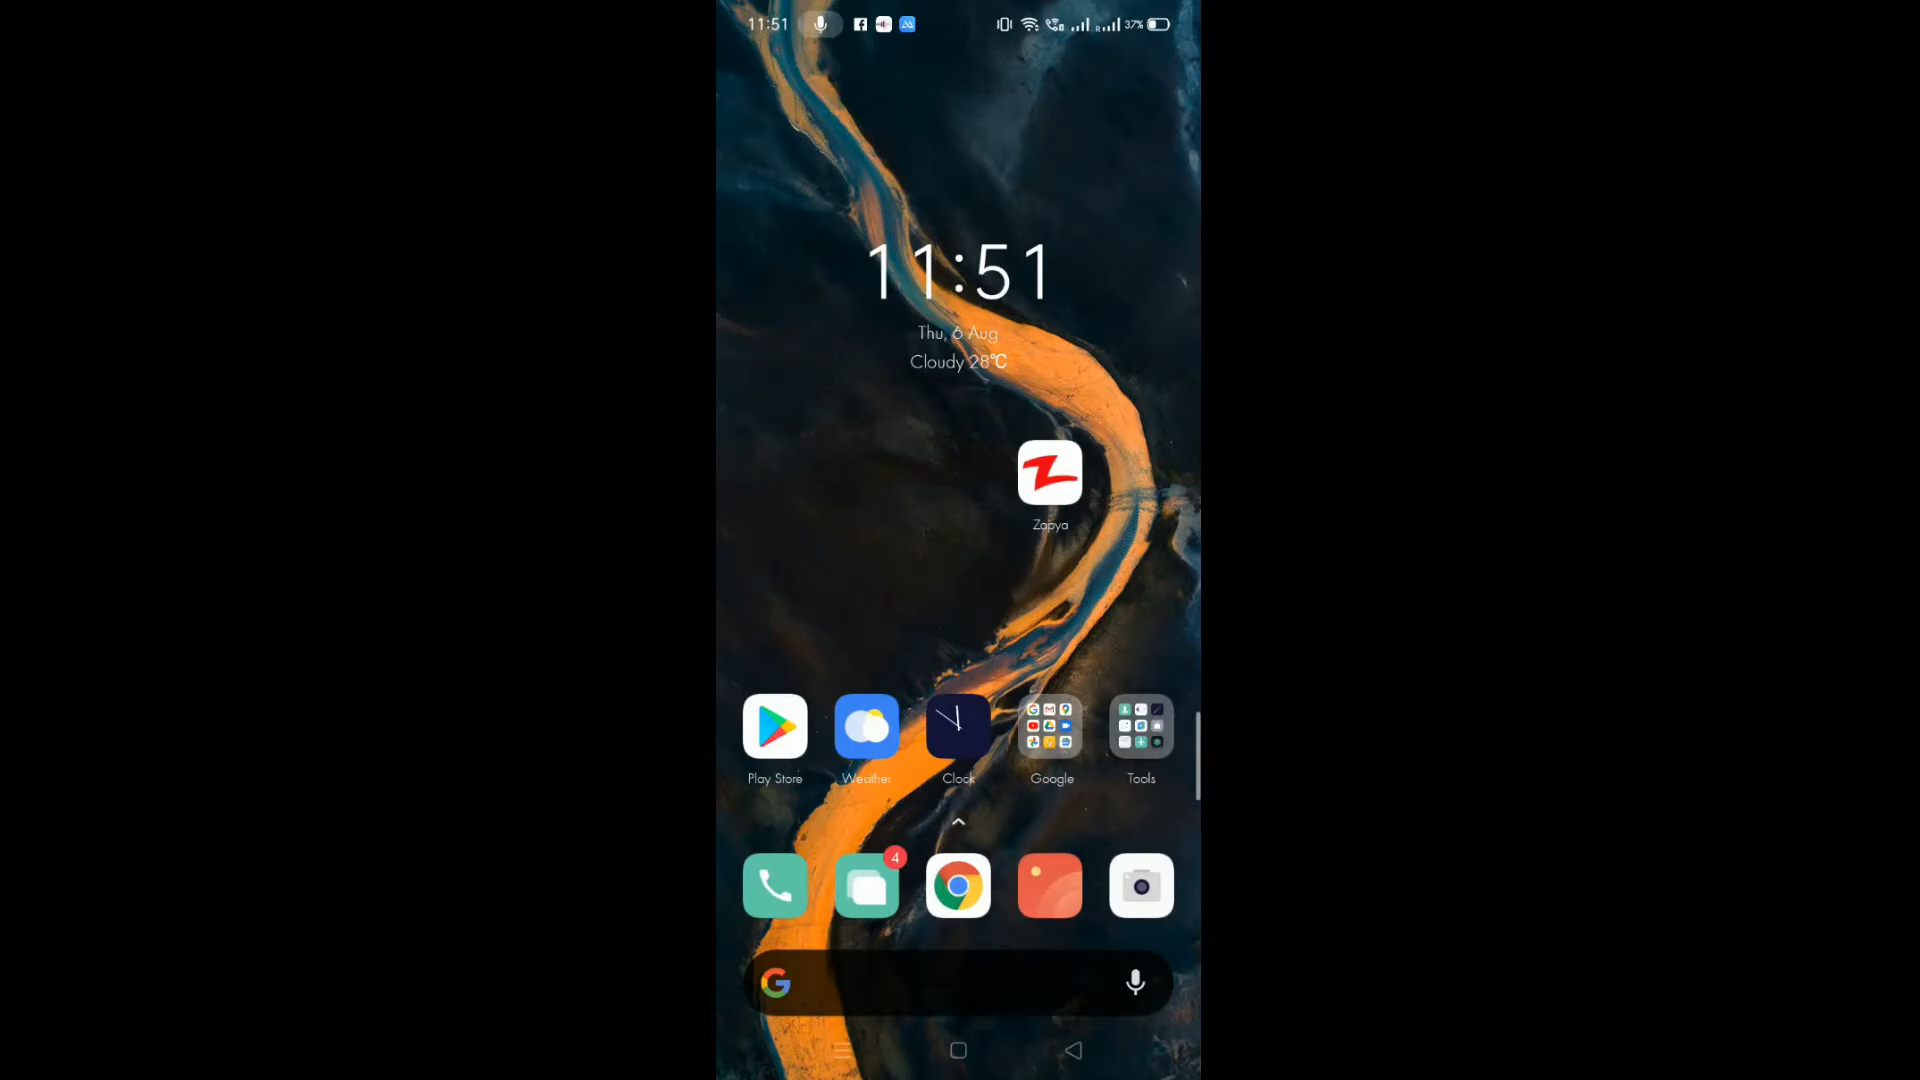 11:51
37%
11:51
Thu, 6 Aug
Cloudy 28℃
Zapya
Play Store
Weather
Clock
Google
Tools
4